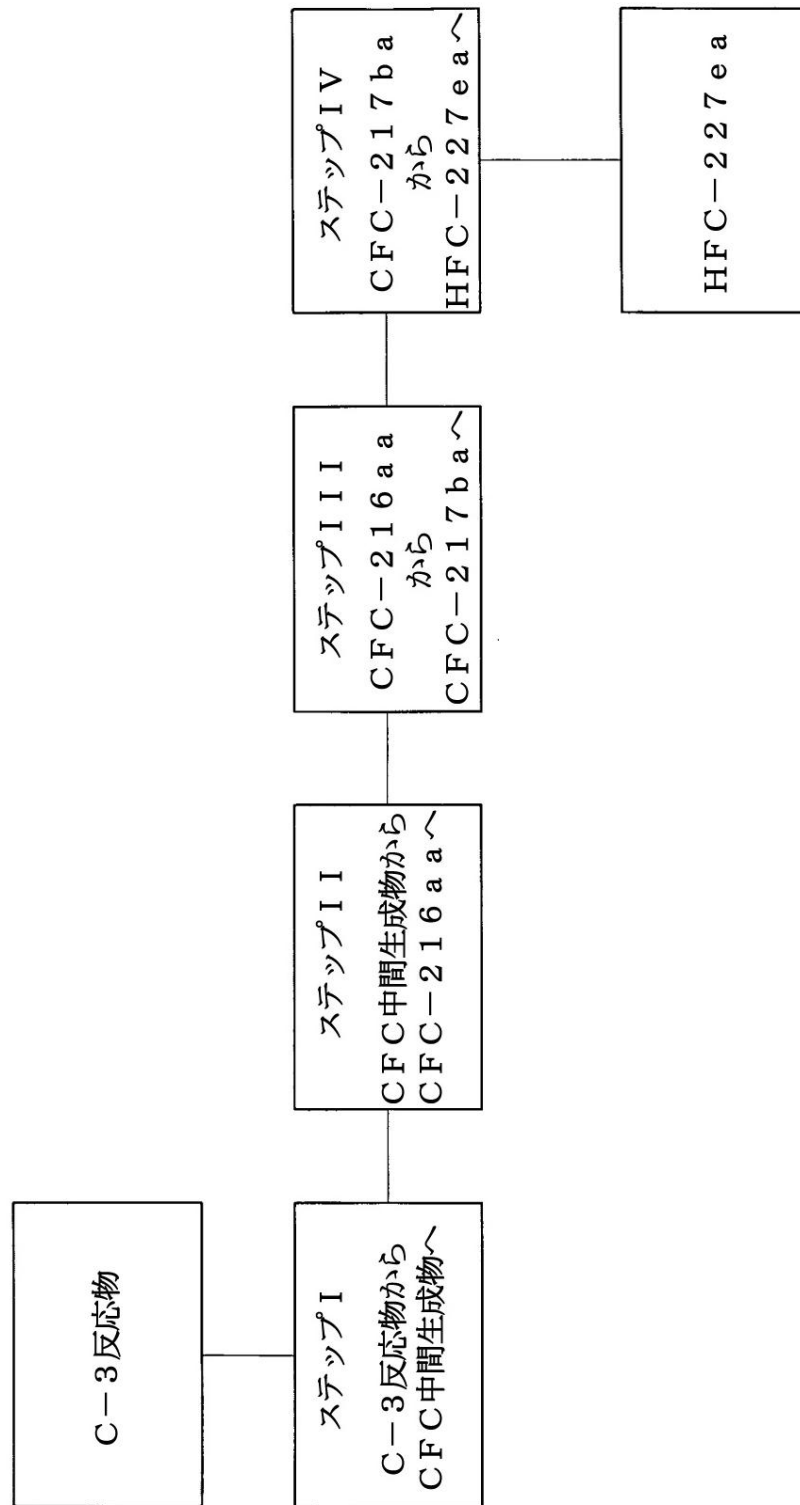 C-3反応物
ステップI
C-3反応物から
CFC中間生成物へ
ステップII
CFC中間生成物から
CFC-216aaへ
ステップIII
CFC-216aa
から
CFC-217baへ
ステップIV
CFC-217ba
から
HFC-227eaへ
HFC-227ea